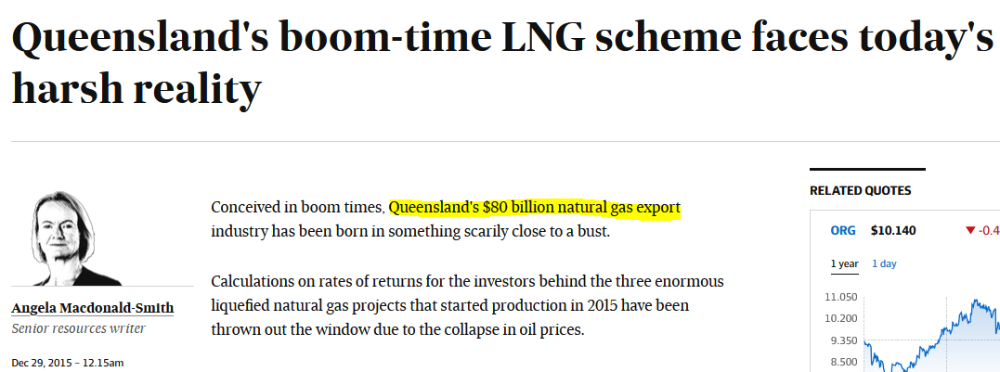 Queensland's boom-time LNG scheme faces today's
harsh reality
Conceived in boom times, Queensland's $80 billion natural gas export
industry has been born in something scarily close to a bust.
Calculations on rates of returns for the investors behind the three enormous
liquefied natural gas projects that started production in 2015 have been
thrown out the window due to the collapse in oil prices.
Angela Macdonald-Smith
Senior resources writer
Dec 29, 2015 – 12.15am
RELATED QUOTES
ORG $10.140 ▼ -0.4
1 year 1 day
11.050
10.200
9.350
8.500